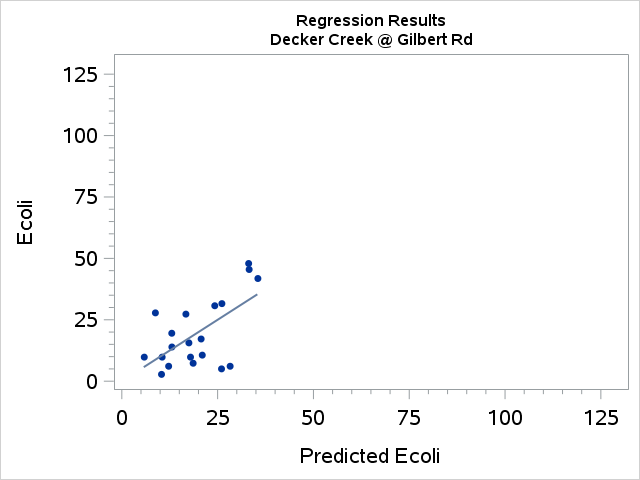 Regression Results
Decker Creek @ Gilbert Rd
125
100
75
50
25
0
Ecoli
0 25 50 75 100 125
Predicted Ecoli